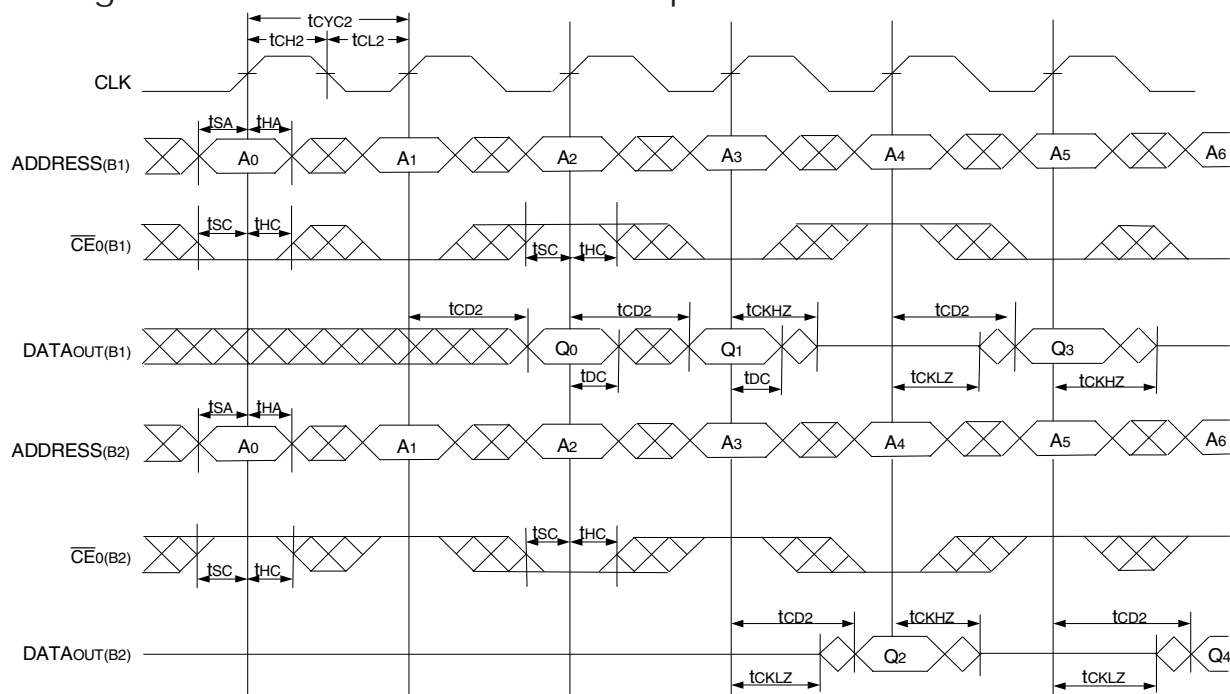 tCYC2
tCH2 tCL2
CLK
tSA tHA
ADDRESS(B1) A0 A1 A2 A3 A4 A5 A6
tSC tHC
CE0(B1) tSC tHC
tCD2 tCD2 tCKHZ tCD2
DATAOUT(B1) Q0 Q1 Q3
tDC tDC tCKLZ tCKHZ
tSA tHA
ADDRESS(B2) A0 A1 A2 A3 A4 A5 A6
tSC tHC
CE0(B2)
tSC tHC
tCD2 tCKHZ tCD2
DATAOUT(B2) Q2 Q4
tCKLZ tCKLZ